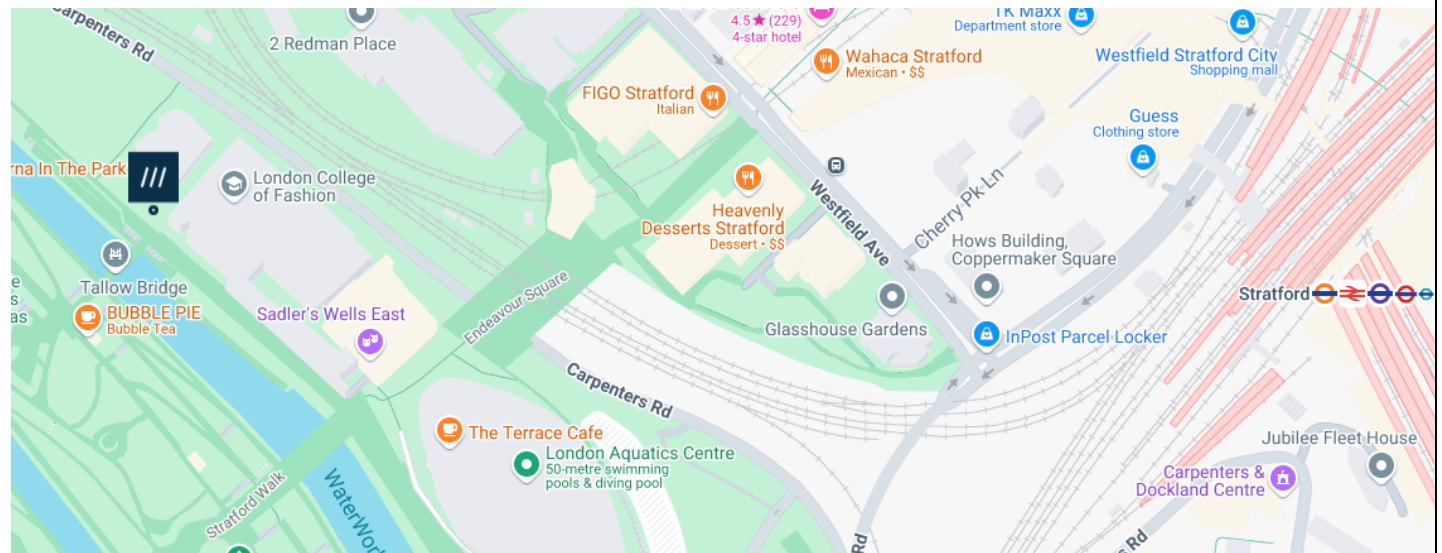 Carpenters Rd
2 Redman Place
4.5★ (229)
4-star hotel
TK Maxx
Department store
Westfield Stratford City
Shopping mall
Wahaca Stratford
Mexican • $$
FIGO Stratford
Italian
Guess
Clothing store
rna In The Park
///
London College
of Fashion
Heavenly
Desserts Stratford
Dessert • $$
Westfield Ave
Cherry Pk Ln
Hows Building,
Coppermaker Square
Tallow Bridge
e
as
BUBBLE PIE
Bubble Tea
Sadler's Wells East
Endeavour Square
Glasshouse Gardens
InPost Parcel Locker
Stratford
Carpenters Rd
The Terrace Cafe
London Aquatics Centre
50-metre swimming
pools & diving pool
Jubilee Fleet House
Carpenters &
Dockland Centre
Stratford Walk
WaterWor
Rd
s Rd